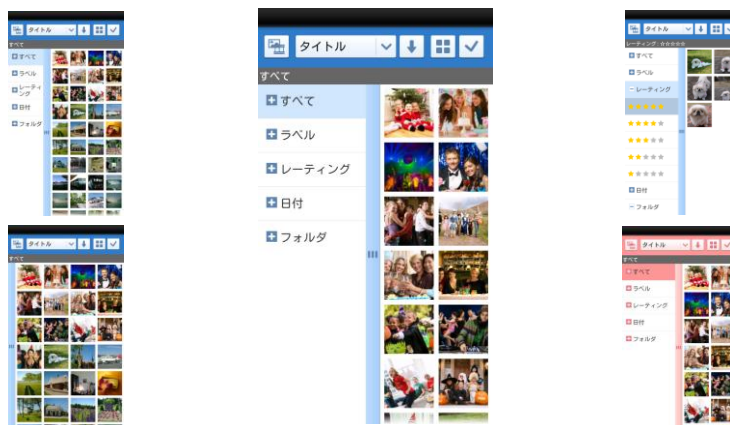 タイトル
すべて
すべて
ラベル
レーティ
ング
日付
フォルダ
タイトル
すべて
タイトル
すべて
すべて
ラベル
レーティング
日付
フォルダ
タイトル
レーティング: ☆☆☆☆☆
すべて
ラベル
レーティング
日付
フォルダ
タイトル
すべて
すべて
ラベル
レーティング
日付
フォルダ